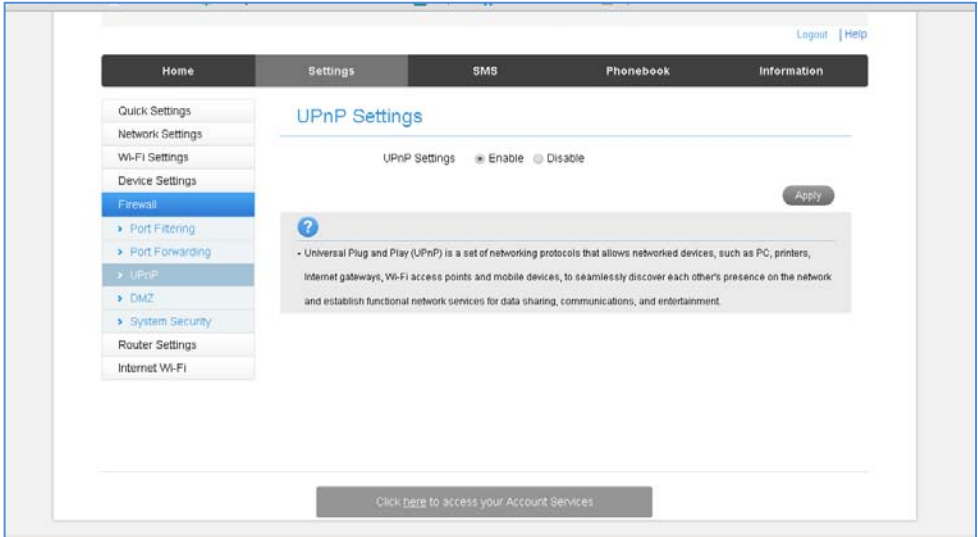 Logout | Help
Home Settings SMS Phonebook Information
Quick Settings
Network Settings
Wi-Fi Settings
Device Settings
Firewall
Port Filtering
Port Forwarding
UPnP
DMZ
System Security
Router Settings
Internet Wi-Fi
UPnP Settings
UPnP Settings Enable Disable
Apply
?
• Universal Plug and Play (UPnP) is a set of networking protocols that allows networked devices, such as PC, printers,
Internet gateways, Wi-Fi access points and mobile devices, to seamlessly discover each other's presence on the network
and establish functional network services for data sharing, communications, and entertainment.
Click here to access your Account Services